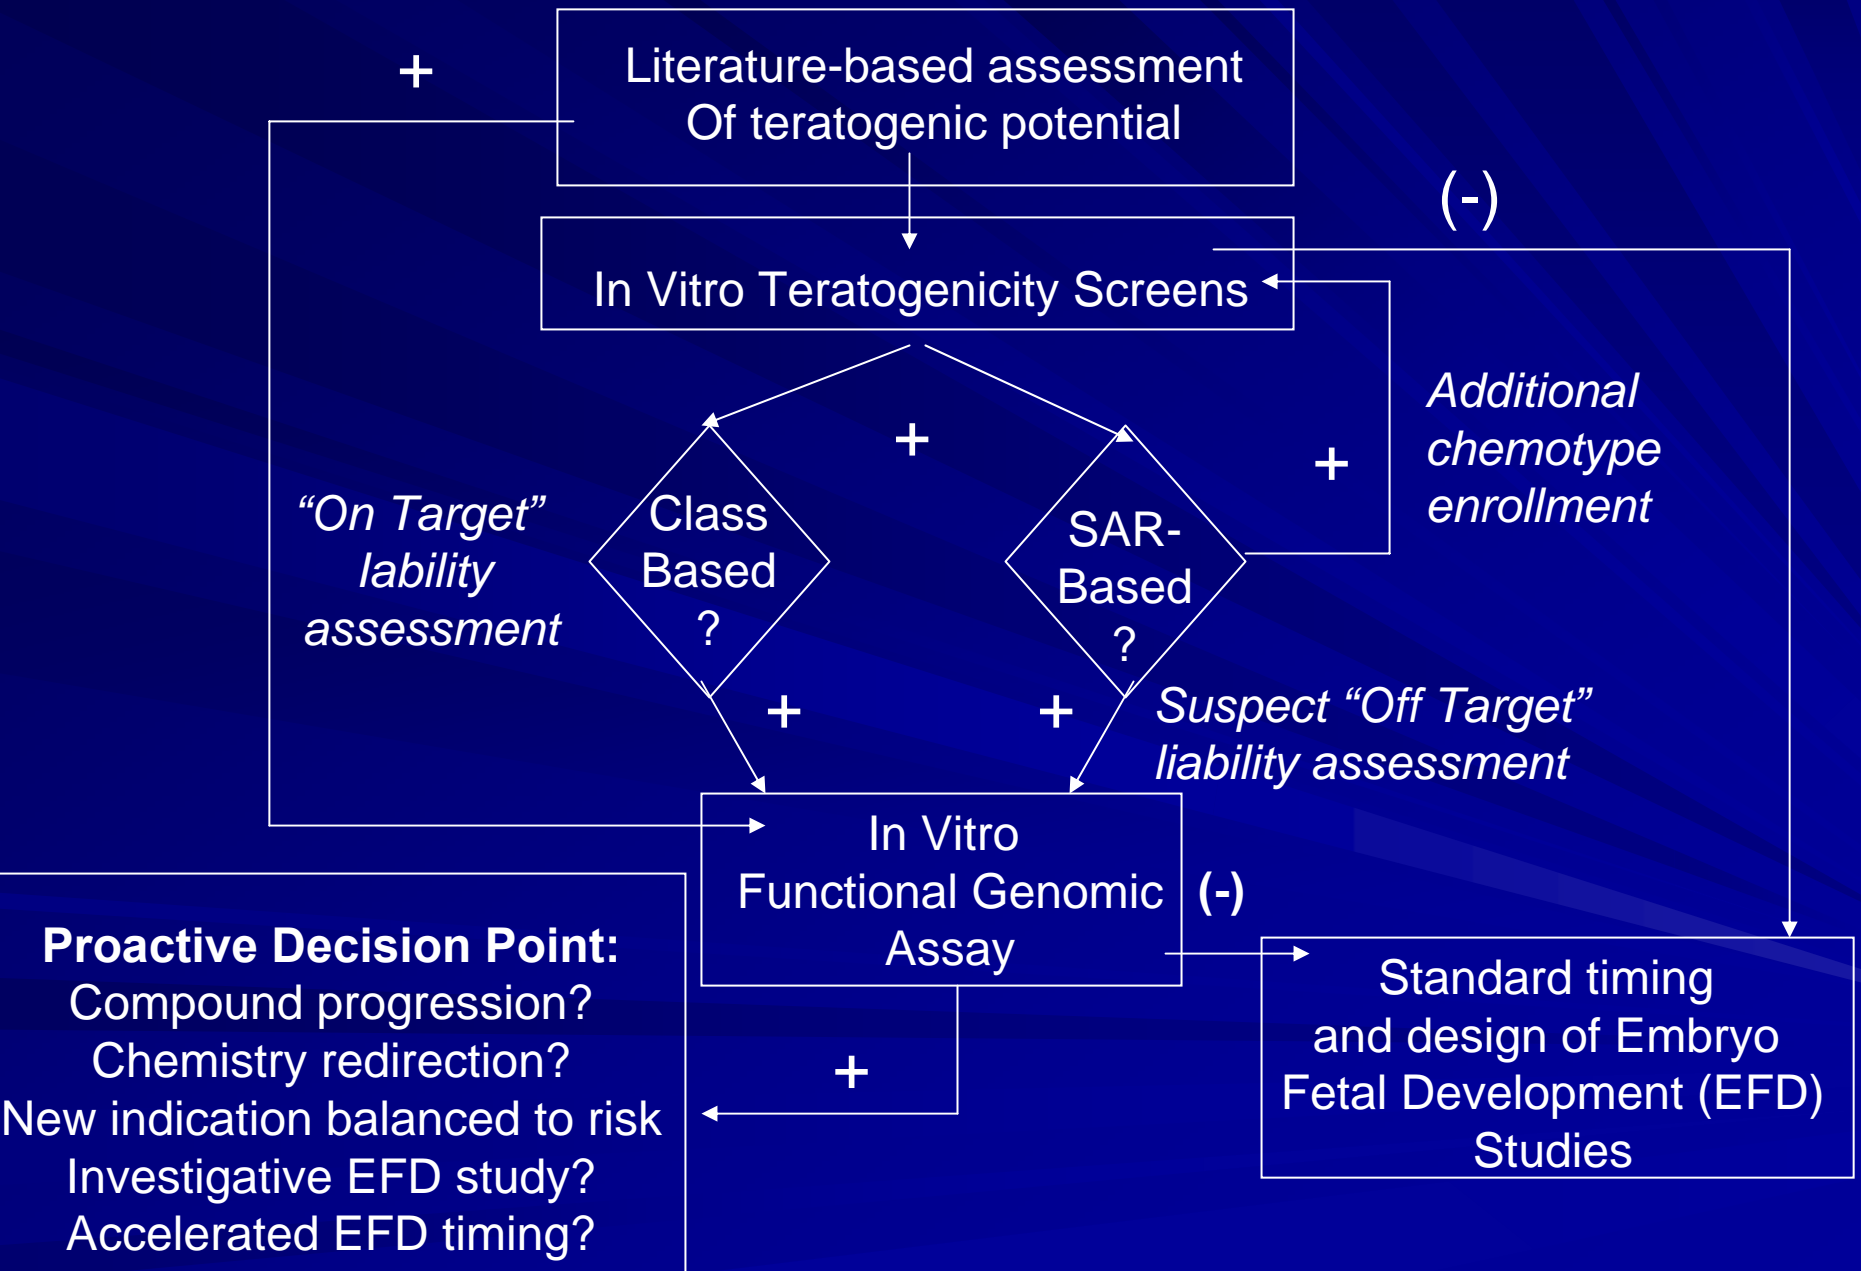 +
Literature-based assessment
Of teratogenic potential
(-)
In Vitro Teratogenicity Screens
+
Additional
chemotype
enrollment
+
“On Target”
lability
assessment
Class
Based
?
SAR-
Based
?
+
+
Suspect “Off Target”
liability assessment
In Vitro
Functional Genomic
Assay
(-)
Proactive Decision Point:
Compound progression?
Chemistry redirection?
New indication balanced to risk
Investigative EFD study?
Accelerated EFD timing?
+
Standard timing
and design of Embryo
Fetal Development (EFD)
Studies